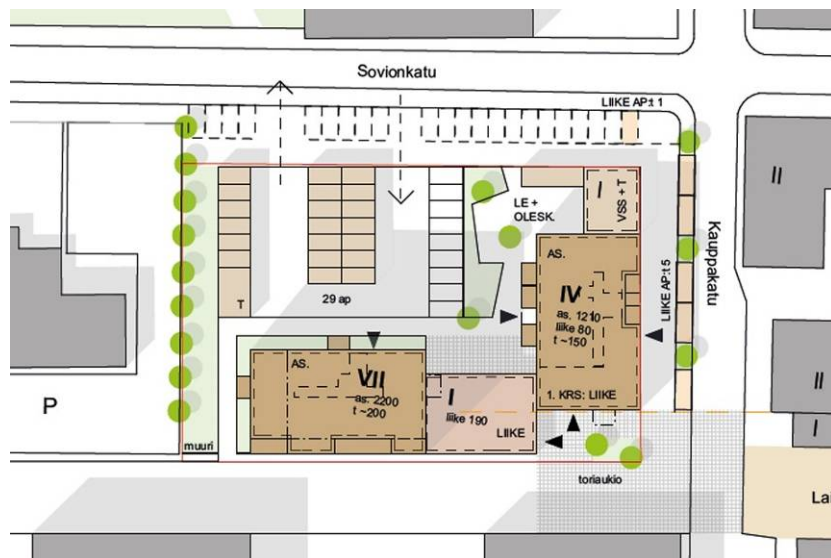 Sovionkatu
LIIKE AP:t 1
II
I
VSS + T
LE +
OLESK.
Kauppakatu
AS.
IV
as. 1210
liike 80
t ~150
LIIKE AP:t 5
T
29 ap
AS.
VII
as. 2200
t ~200
I
liike 190
LIIKE
1. KRS: LIIKE
II
I
P
muuri
toriaukio
La